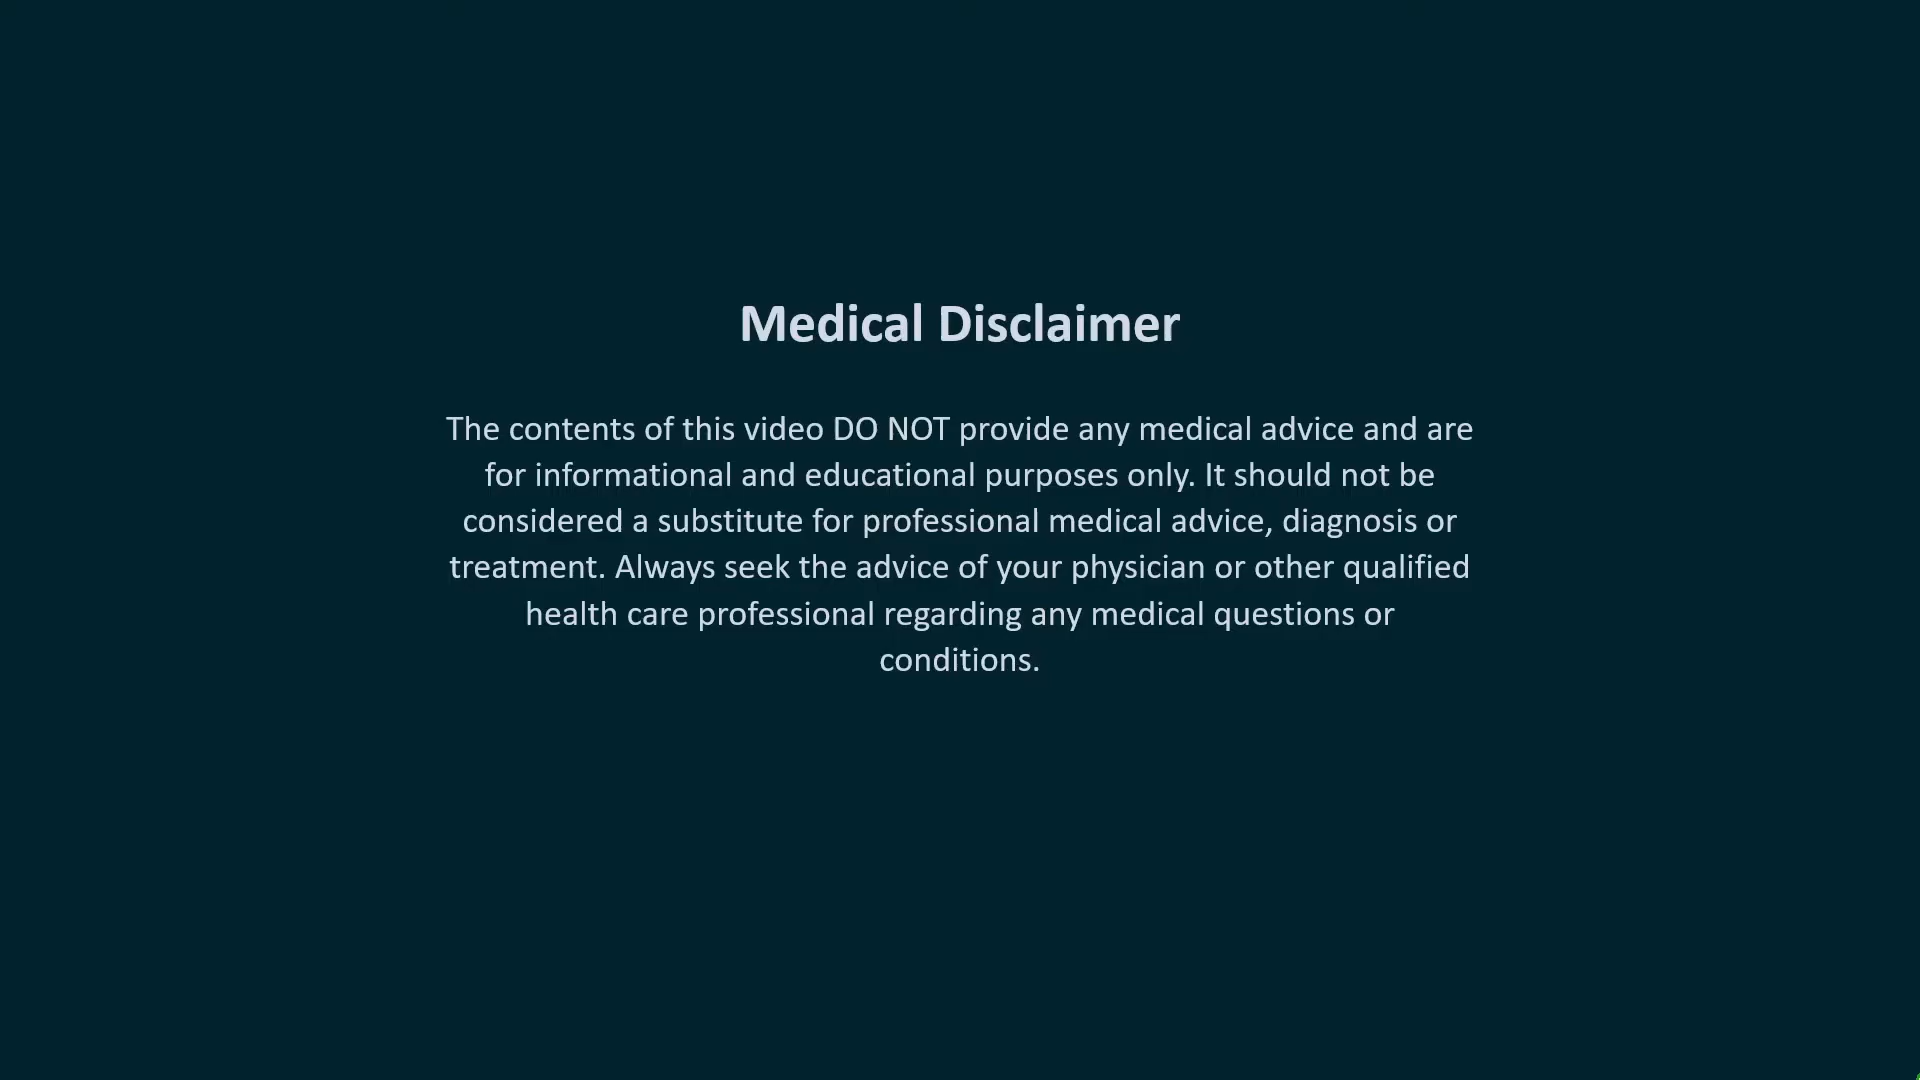 Medical Disclaimer
The contents of this video DO NOT provide any medical advice and are
for informational and educational purposes only. It should not be
considered a substitute for professional medical advice, diagnosis or
treatment. Always seek the advice of your physician or other qualified
health care professional regarding any medical questions or
conditions.